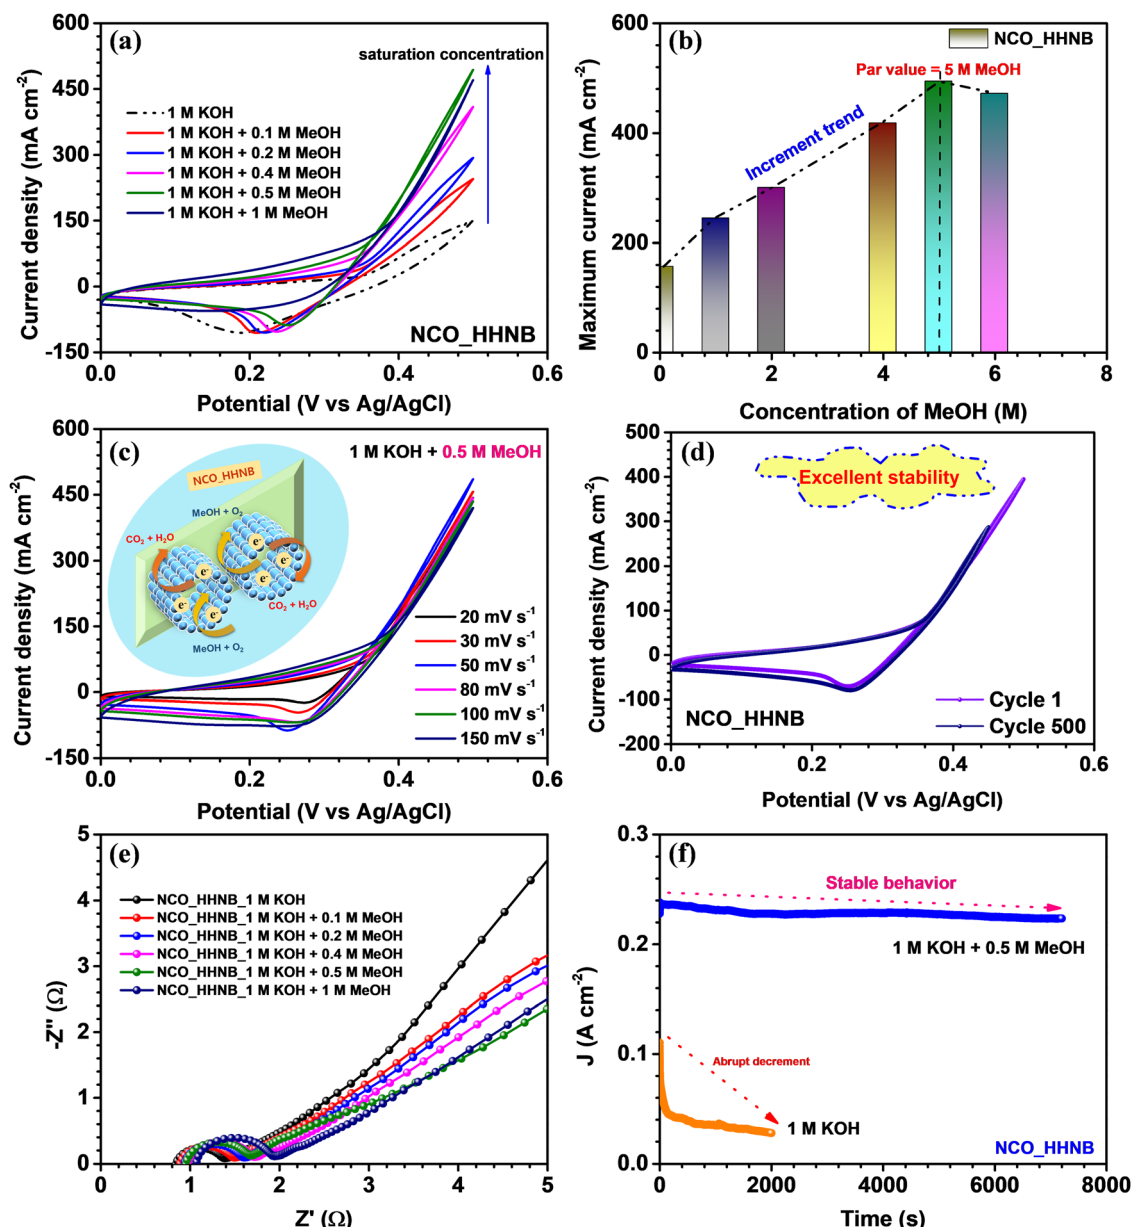 (a)
600
450
300
150
0
-150
Current density (mA cm⁻²)
saturation concentration
1 M KOH
1 M KOH + 0.1 M MeOH
1 M KOH + 0.2 M MeOH
1 M KOH + 0.4 M MeOH
1 M KOH + 0.5 M MeOH
1 M KOH + 1 M MeOH
NCO_HHNB
0.0 0.2 0.4 0.6
Potential (V vs Ag/AgCl)
(b)
600
400
200
0
Maximum current (mA cm⁻²)
NCO_HHNB
Par value = 5 M MeOH
Increment trend
0 2 4 6 8
Concentration of MeOH (M)
(c)
600
450
300
150
0
-150
Current density (mA cm⁻²)
1 M KOH + 0.5 M MeOH
NCO_HHNB
MeOH + O₂
CO₂ + H₂O
e⁻
e⁻
e⁻
e⁻
CO₂ + H₂O
MeOH + O₂
20 mV s⁻¹
30 mV s⁻¹
50 mV s⁻¹
80 mV s⁻¹
100 mV s⁻¹
150 mV s⁻¹
0.0 0.2 0.4 0.6
Potential (V vs Ag/AgCl)
(d)
500
400
300
200
100
0
-100
-200
Current density (mA cm⁻²)
Excellent stability
NCO_HHNB
Cycle 1
Cycle 500
0.0 0.2 0.4 0.6
Potential (V vs Ag/AgCl)
(e)
5
4
3
2
1
0
-Z'' (Ω)
NCO_HHNB_1 M KOH
NCO_HHNB_1 M KOH + 0.1 M MeOH
NCO_HHNB_1 M KOH + 0.2 M MeOH
NCO_HHNB_1 M KOH + 0.4 M MeOH
NCO_HHNB_1 M KOH + 0.5 M MeOH
NCO_HHNB_1 M KOH + 1 M MeOH
0 1 2 3 4 5
Z' (Ω)
(f)
0.3
0.2
0.1
0.0
J (A cm⁻²)
Stable behavior
1 M KOH + 0.5 M MeOH
Abrupt decrement
1 M KOH
NCO_HHNB
0 2000 4000 6000 8000
Time (s)